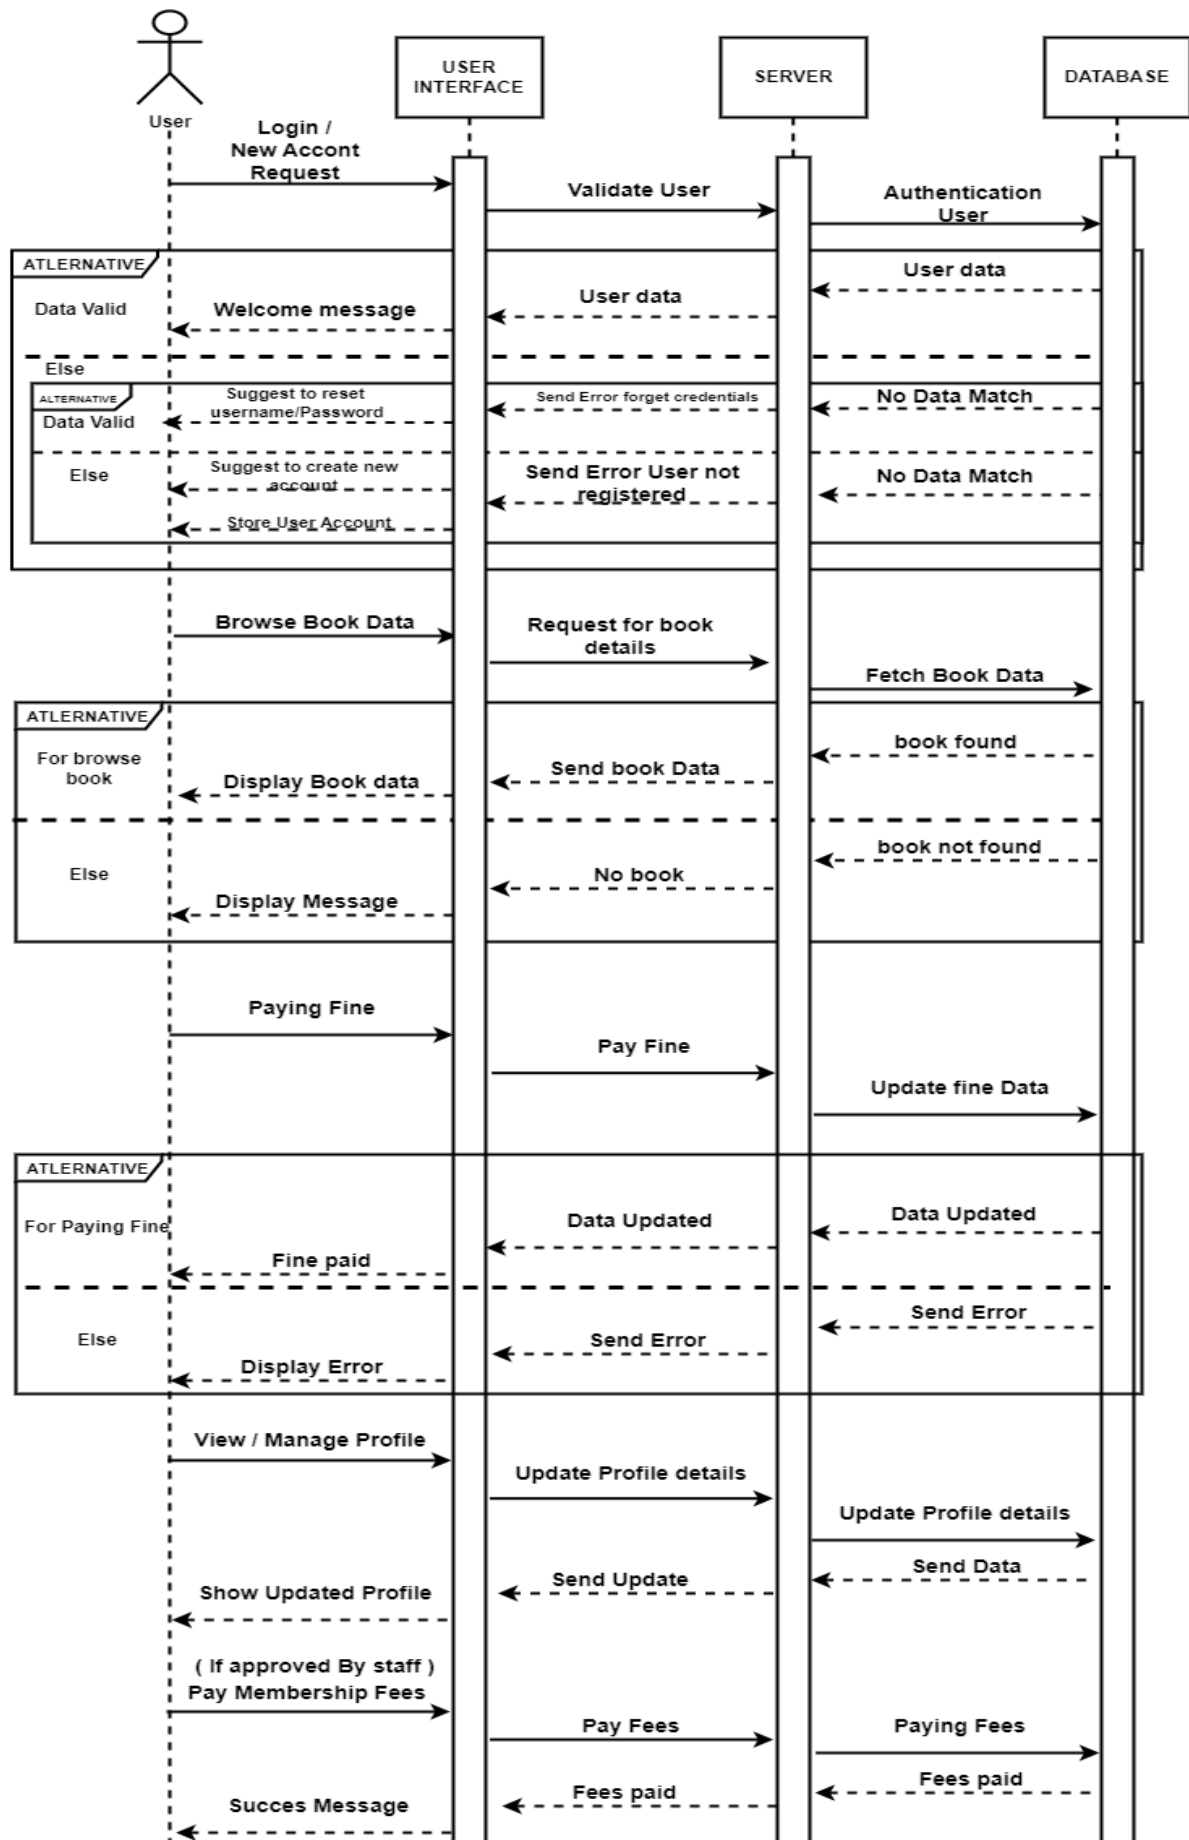 User
USER
INTERFACE
SERVER
DATABASE
Login /
New Accont
Request
Validate User
Authentication
User
ATLERNATIVE
User data
User data
Data Valid
Welcome message
Else
ALTERNATIVE
Suggest to reset
username/Password
Send Error forget credentials
No Data Match
Data Valid
Else
Suggest to create new
account
Send Error User not
registered
No Data Match
Store User Account
Browse Book Data
Request for book
details
Fetch Book Data
ATLERNATIVE
For browse
book
book found
Send book Data
Display Book data
book not found
Else
No book
Display Message
Paying Fine
Pay Fine
Update fine Data
ATLERNATIVE
For Paying Fine
Data Updated
Data Updated
Fine paid
Send Error
Else
Send Error
Display Error
View / Manage Profile
Update Profile details
Update Profile details
Send Data
Send Update
Show Updated Profile
( If approved By staff )
Pay Membership Fees
Pay Fees
Paying Fees
Fees paid
Fees paid
Succes Message